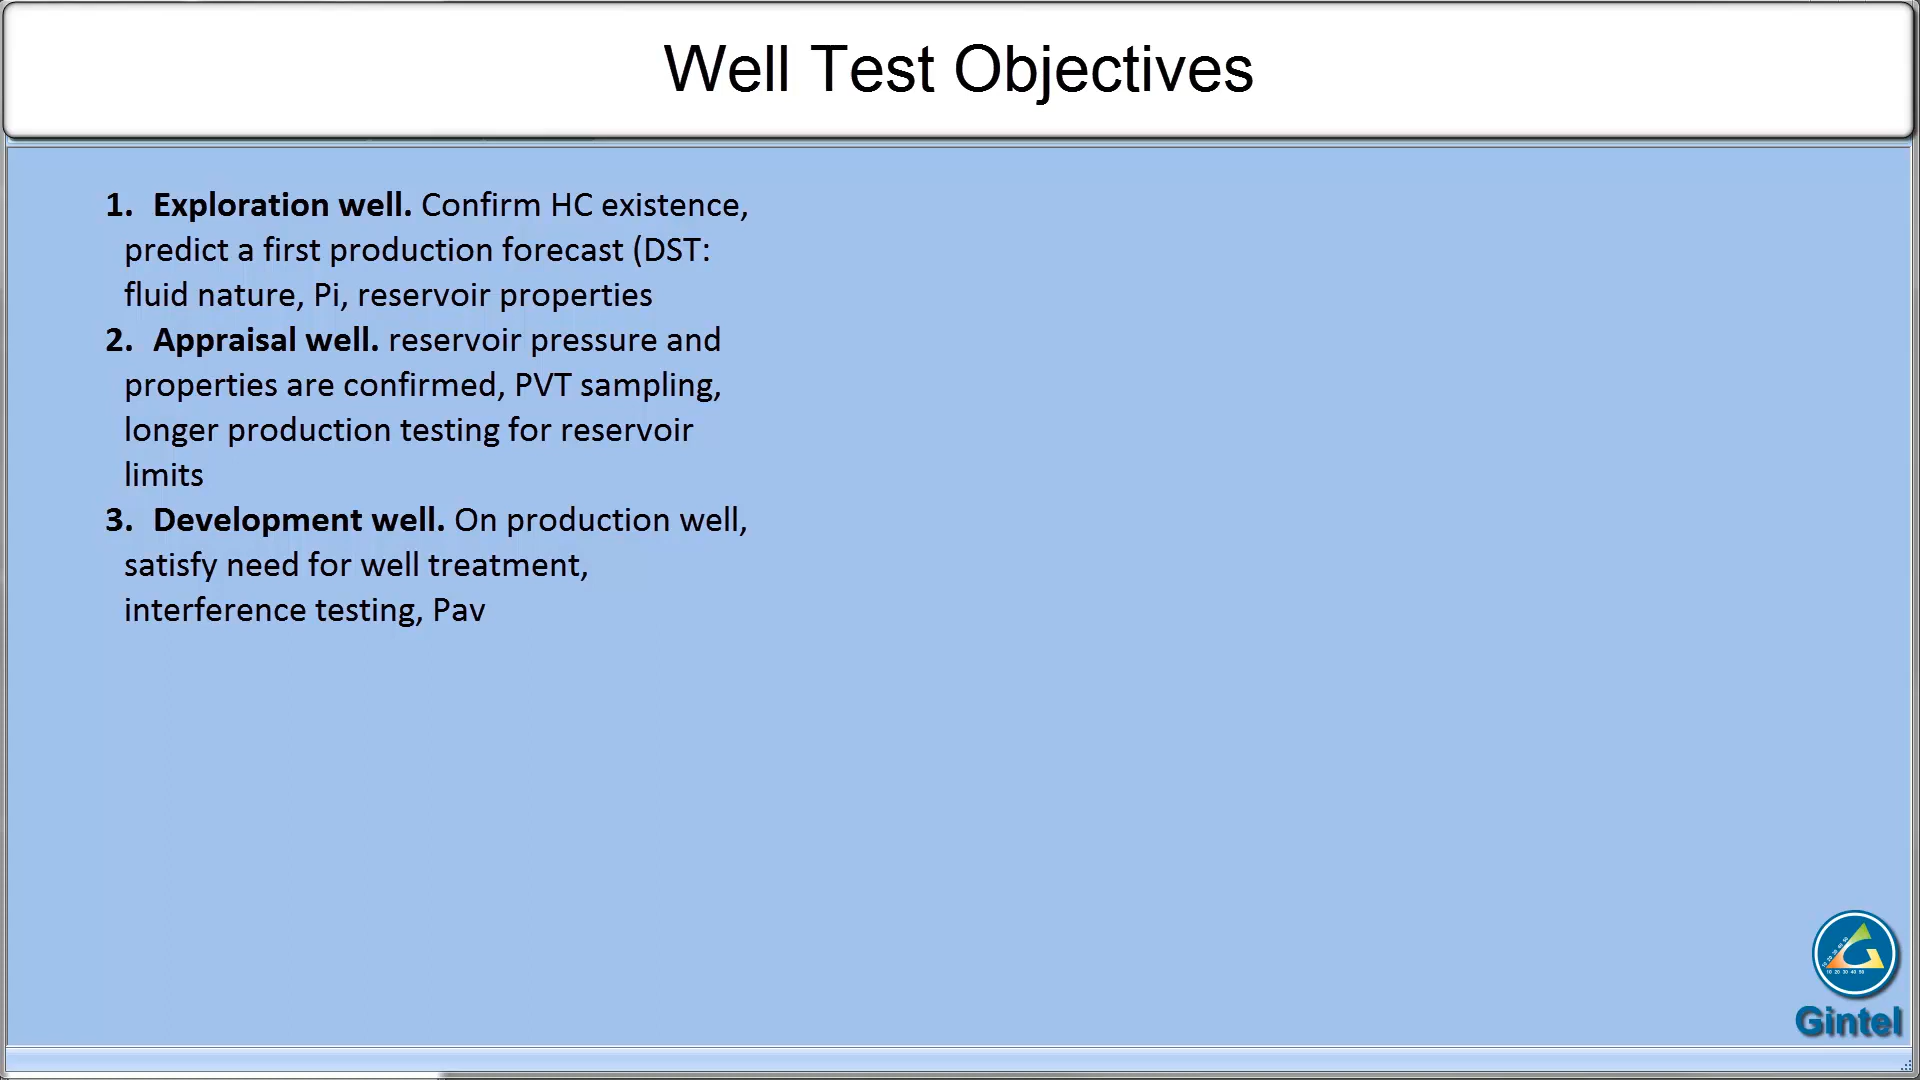 Well Test Objectives
1. Exploration well. Confirm HC existence,
predict a first production forecast (DST:
fluid nature, Pi, reservoir properties
2. Appraisal well. reservoir pressure and
properties are confirmed, PVT sampling,
longer production testing for reservoir
limits
3. Development well. On production well,
satisfy need for well treatment,
interference testing, Pav
Gintel